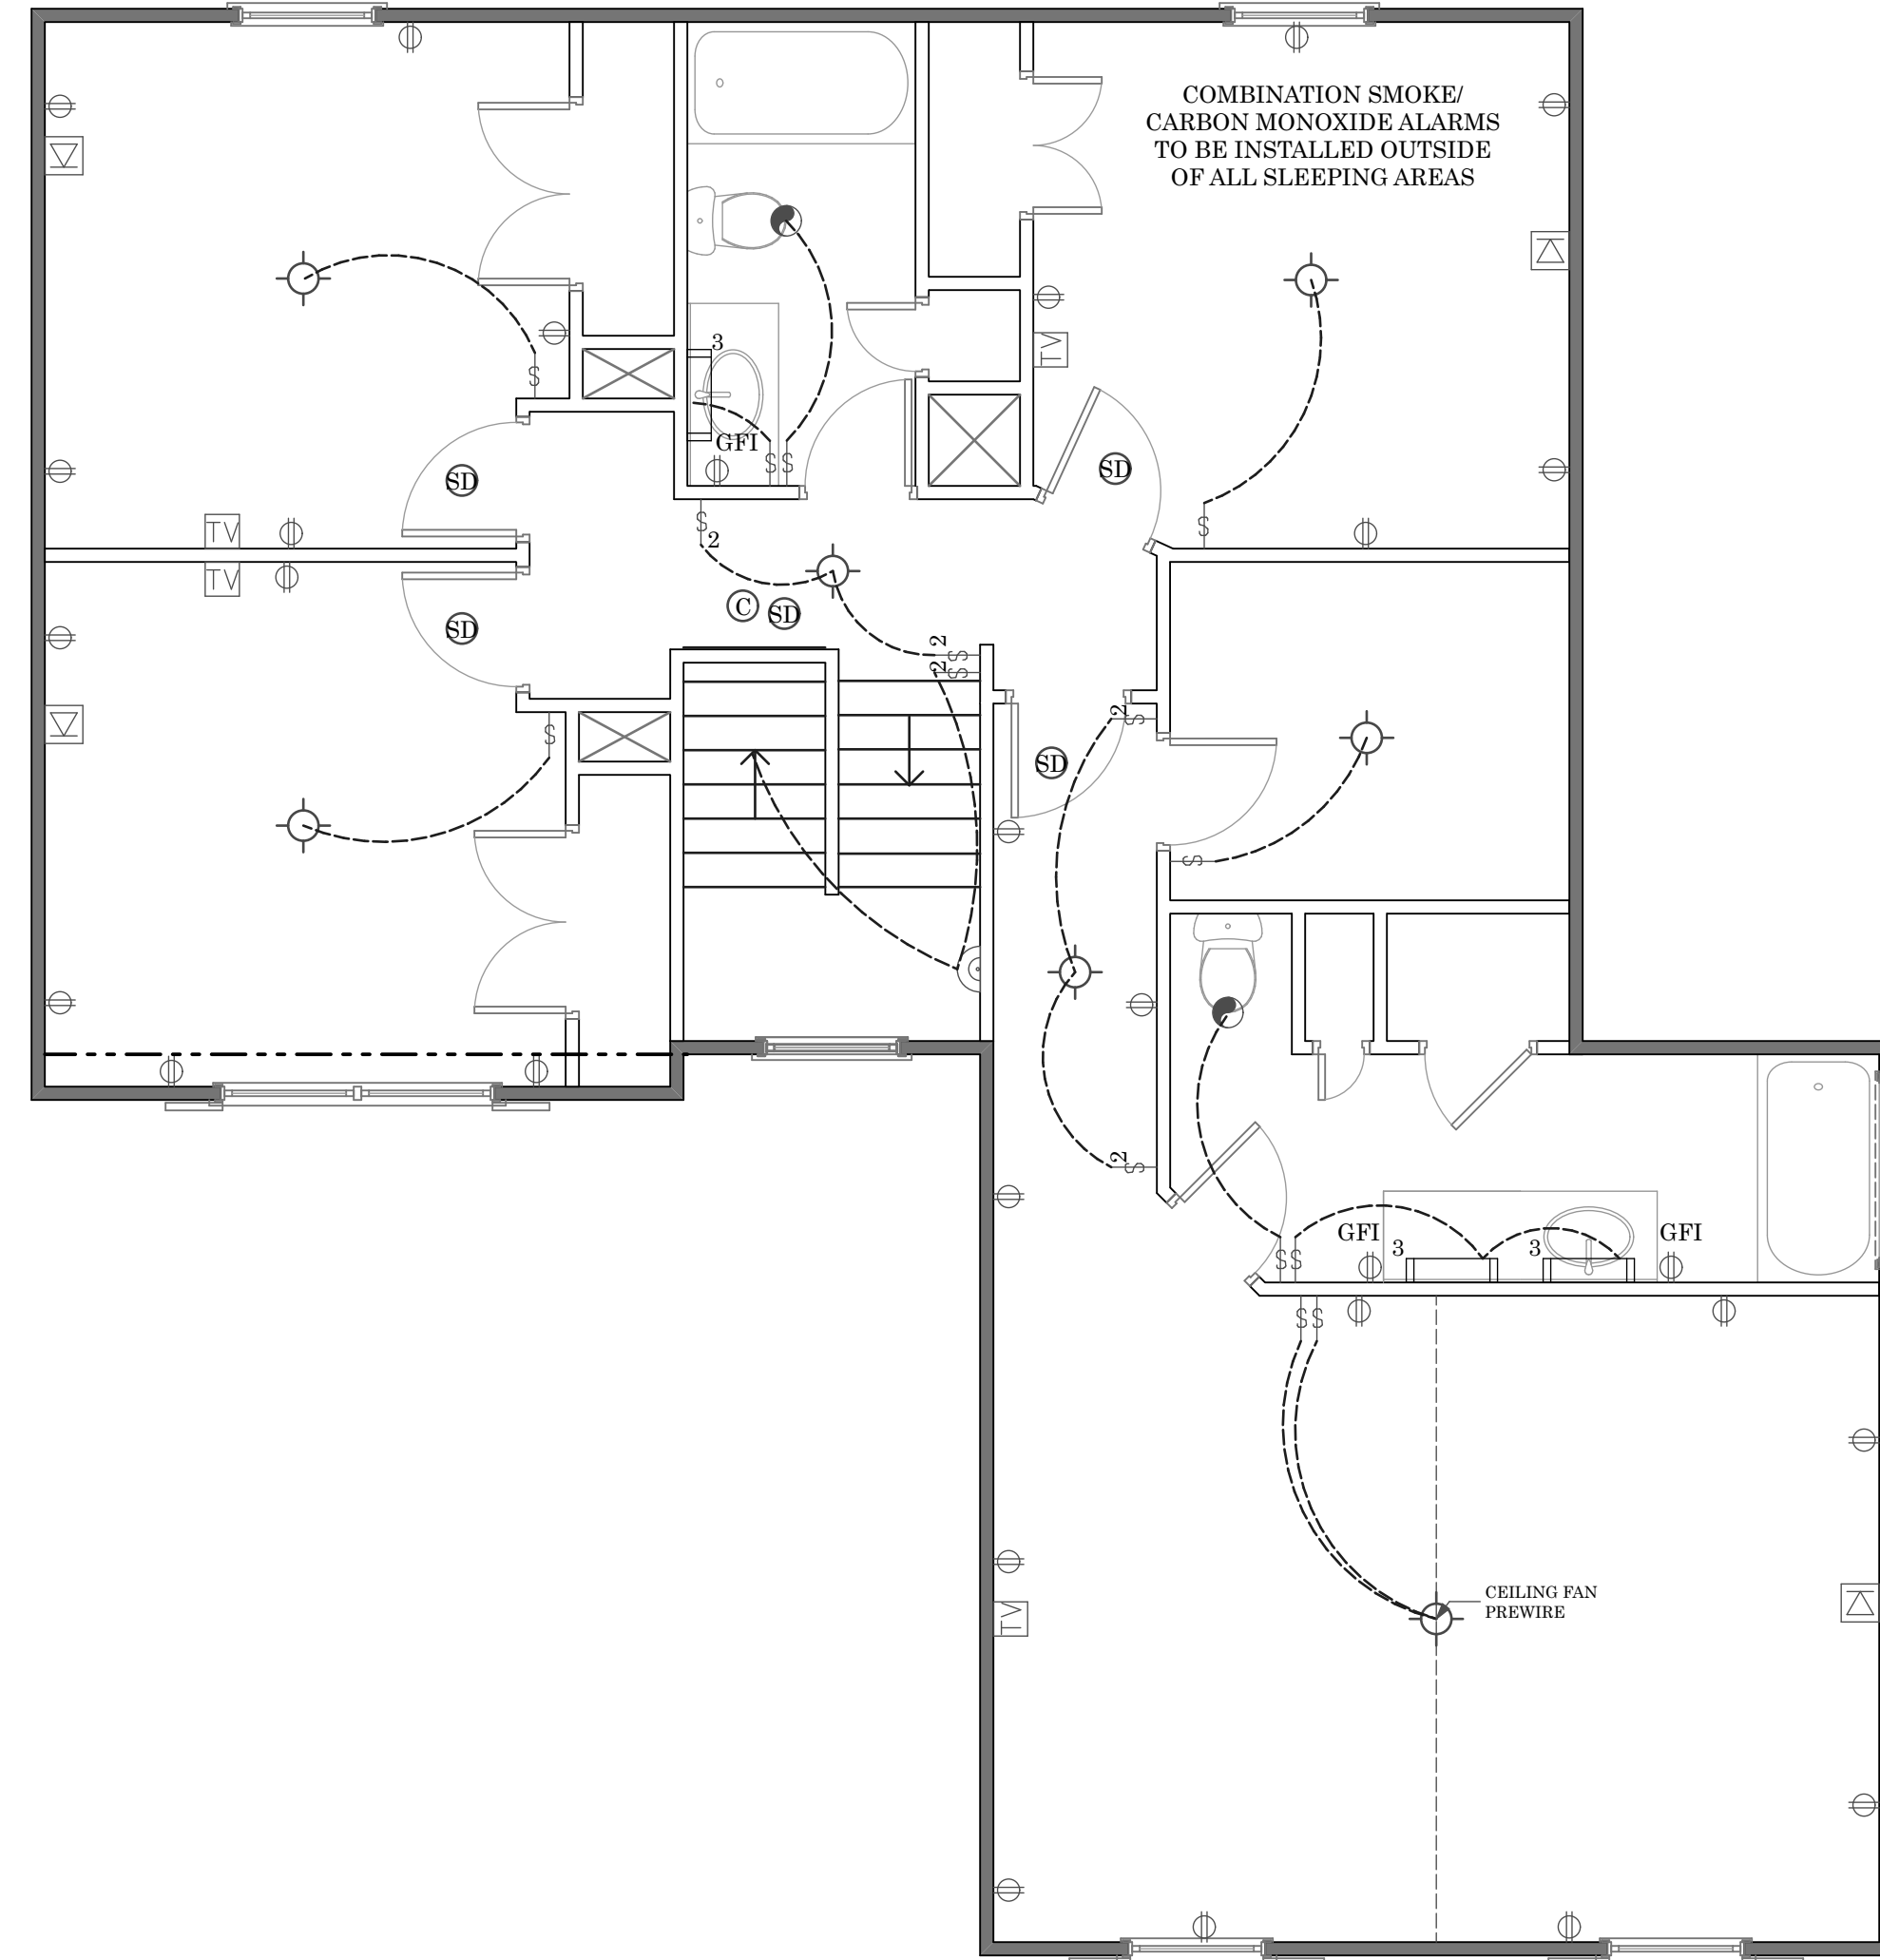 COMBINATION SMOKE/
CARBON MONOXIDE ALARMS
TO BE INSTALLED OUTSIDE
OF ALL SLEEPING AREAS
3
TV
S
GFI
S S
SD
SD
S
2
S
TV
TV
C
SD
SD
2
S
2
S
2
S
S
SD
S
2
S
GFI
3
3
GFI
S S
S S
CEILING FAN
PREWIRE
TV